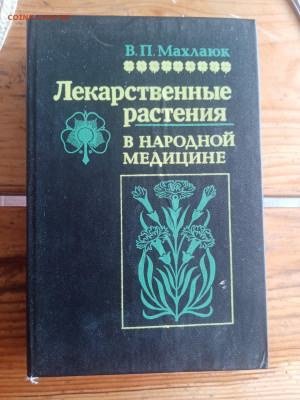 В.П. Махлаюк
Лекарственные
растения
В НАРОДНОЙ
МЕДИЦИНЕ